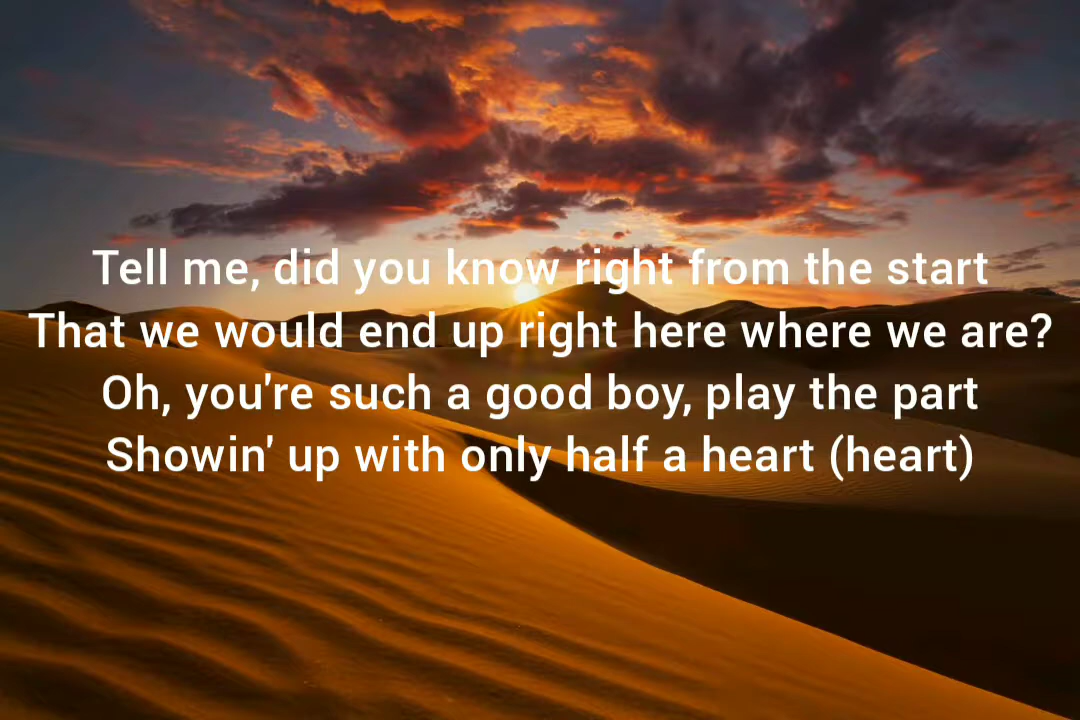 Tell me, did you know right from the start
That we would end up right here where we are?
Oh, you're such a good boy, play the part
Showin' up with only half a heart (heart)